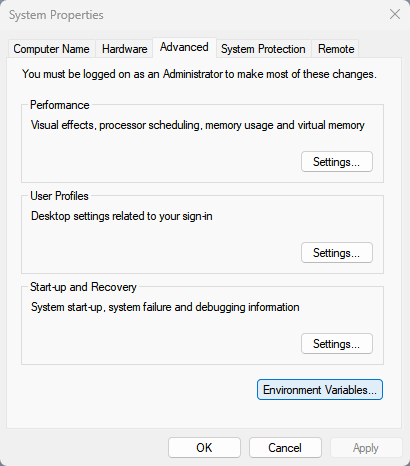 System Properties
Computer Name Hardware Advanced System Protection Remote
You must be logged on as an Administrator to make most of these changes.
Performance
Visual effects, processor scheduling, memory usage and virtual memory
Settings...
User Profiles
Desktop settings related to your sign-in
Settings...
Start-up and Recovery
System start-up, system failure and debugging information
Settings...
Environment Variables...
OK Cancel Apply